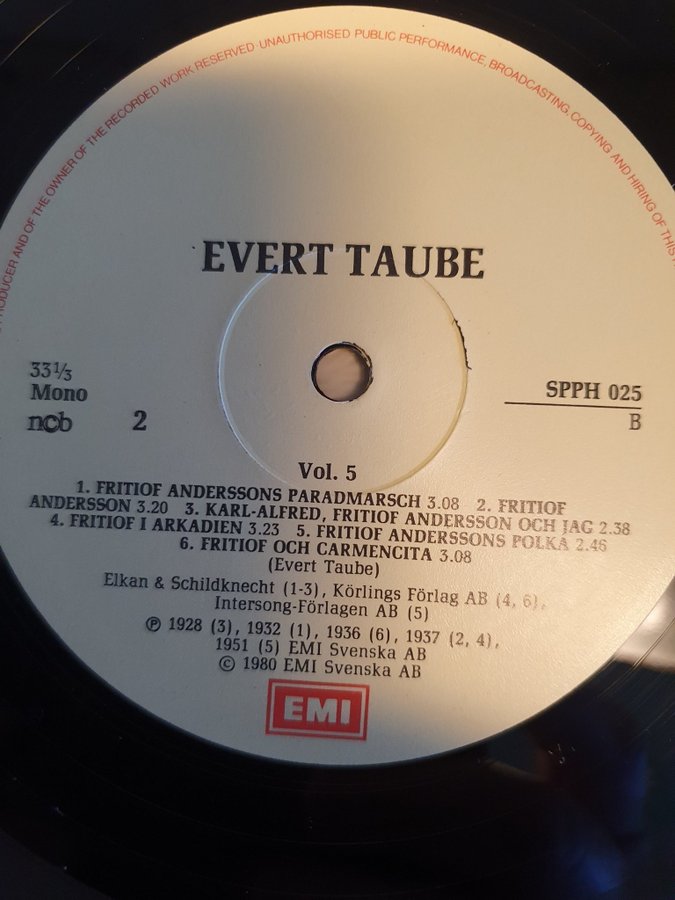 PRODUCER AND OF THE OWNER OF THE RECORDED WORK RESERVED · UNAUTHORISED PUBLIC PERFORMANCE, BROADCASTING, COPYING AND HIRING OF THIS
EVERT TAUBE
33⅓
Mono
ncb
2
SPPH 025
B
Vol. 5
1. FRITIOF ANDERSSONS PARADMARSCH 3.08 2. FRITIOF
ANDERSSON 3.20 3. KARL-ALFRED, FRITIOF ANDERSSON OCH JAG 2.38
4. FRITIOF I ARKADIEN 3.23 5. FRITIOF ANDERSSONS POLKA 2.46
6. FRITIOF OCH CARMENCITA 3.08
(Evert Taube)
Elkan & Schildknecht (1-3), Körlings Förlag AB (4, 6),
Intersong-Förlagen AB (5)
℗ 1928 (3), 1932 (1), 1936 (6), 1937 (2, 4),
1951 (5) EMI Svenska AB
© 1980 EMI Svenska AB
EMI